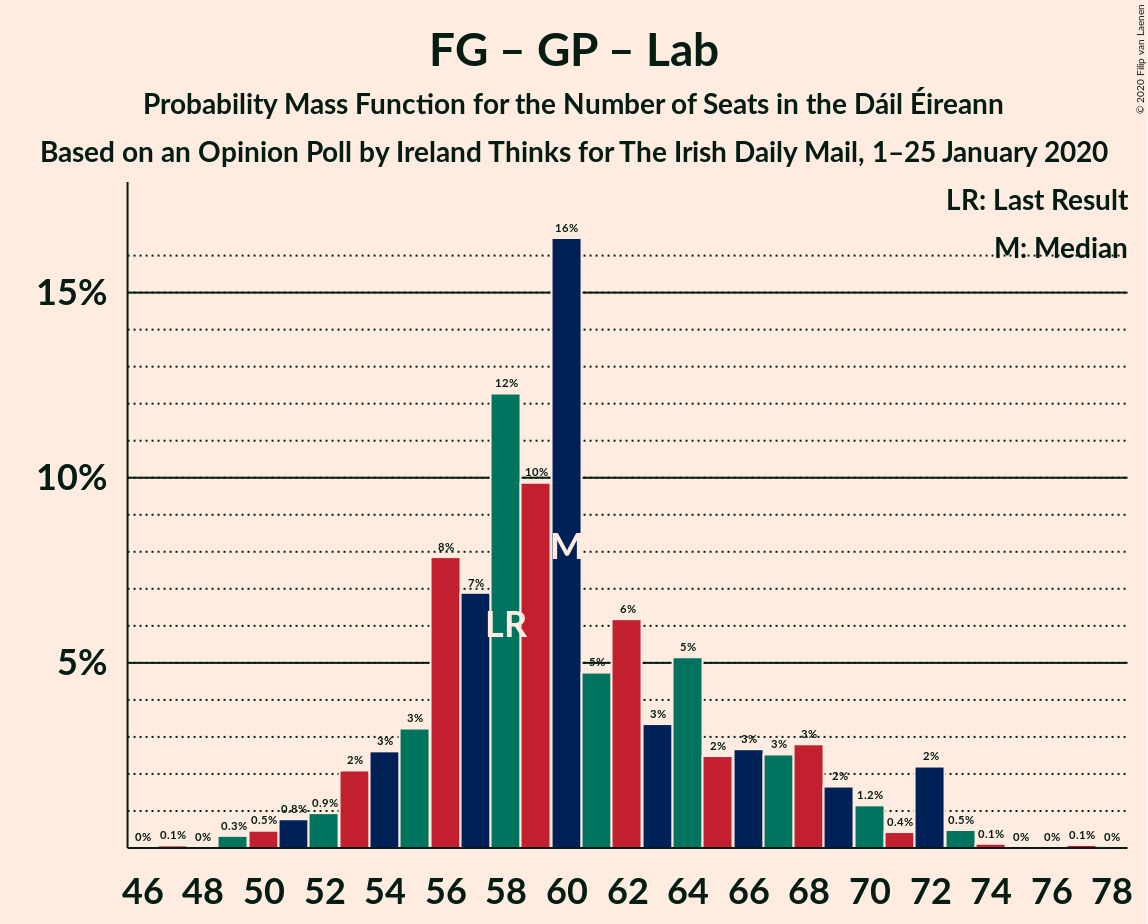 FG – GP – Lab
Probability Mass Function for the Number of Seats in the Dáil Éireann
Based on an Opinion Poll by Ireland Thinks for The Irish Daily Mail, 1–25 January 2020
© 2020 Filip van Laenen
LR: Last Result
M: Median
15%
10%
5%
0% 0.1% 0% 0.3% 0.5% 0.8% 0.9% 2% 3% 3% 8% 7% 12% 10% 16% 5% 6% 3% 5% 2% 3% 3% 3% 2% 1.2% 0.4% 2% 0.5% 0.1% 0% 0% 0.1% 0%
LR
M
46 48 50 52 54 56 58 60 62 64 66 68 70 72 74 76 78